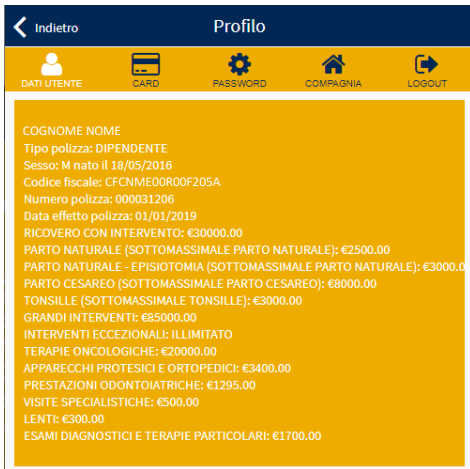 Indietro
Profilo
DATI UTENTE
CARD
PASSWORD
COMPAGNIA
LOGOUT
COGNOME NOME
Tipo polizza: DIPENDENTE
Sesso: M nato il 18/05/2016
Codice fiscale: CFCNME00R00F205A
Numero polizza: 000031206
Data effetto polizza: 01/01/2019
RICOVERO CON INTERVENTO: €30000.00
PARTO NATURALE (SOTTOMASSIMALE PARTO NATURALE): €2500.00
PARTO NATURALE - EPISIOTOMIA (SOTTOMASSIMALE PARTO NATURALE): €3000.0
PARTO CESAREO (SOTTOMASSIMALE PARTO CESAREO): €8000.00
TONSILLE (SOTTOMASSIMALE TONSILLE): €3000.00
GRANDI INTERVENTI: €85000.00
INTERVENTI ECCEZIONALI: ILLIMITATO
TERAPIE ONCOLOGICHE: €20000.00
APPARECCHI PROTESICI E ORTOPEDICI: €3400.00
PRESTAZIONI ODONTOIATRICHE: €1295.00
VISITE SPECIALISTICHE: €500.00
LENTI: €300.00
ESAMI DIAGNOSTICI E TERAPIE PARTICOLARI: €1700.00